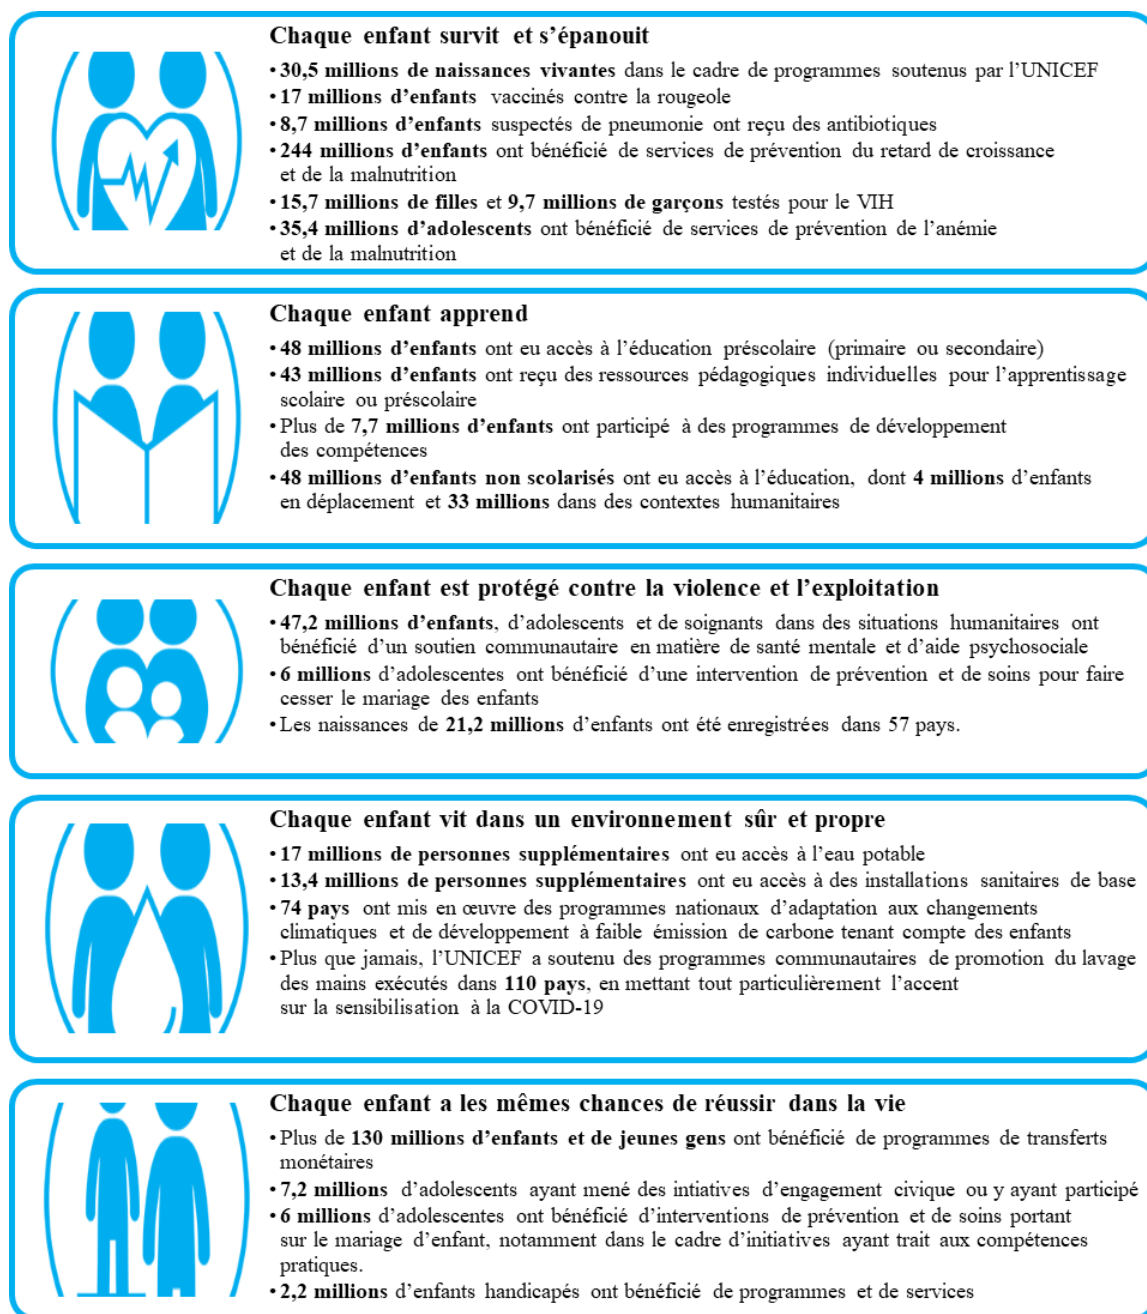 Chaque enfant survit et s’épanouit
• 30,5 millions de naissances vivantes dans le cadre de programmes soutenus par l’UNICEF
• 17 millions d’enfants vaccinés contre la rougeole
• 8,7 millions d’enfants suspectés de pneumonie ont reçu des antibiotiques
• 244 millions d’enfants ont bénéficié de services de prévention du retard de croissance
et de la malnutrition
• 15,7 millions de filles et 9,7 millions de garçons testés pour le VIH
• 35,4 millions d’adolescents ont bénéficié de services de prévention de l’anémie
et de la malnutrition
Chaque enfant apprend
• 48 millions d’enfants ont eu accès à l’éducation préscolaire (primaire ou secondaire)
• 43 millions d’enfants ont reçu des ressources pédagogiques individuelles pour l’apprentissage
scolaire ou préscolaire
• Plus de 7,7 millions d’enfants ont participé à des programmes de développement
des compétences
• 48 millions d’enfants non scolarisés ont eu accès à l’éducation, dont 4 millions d’enfants
en déplacement et 33 millions dans des contextes humanitaires
Chaque enfant est protégé contre la violence et l’exploitation
• 47,2 millions d’enfants, d’adolescents et de soignants dans des situations humanitaires ont
bénéficié d’un soutien communautaire en matière de santé mentale et d’aide psychosociale
• 6 millions d’adolescentes ont bénéficié d’une intervention de prévention et de soins pour faire
cesser le mariage des enfants
• Les naissances de 21,2 millions d’enfants ont été enregistrées dans 57 pays.
Chaque enfant vit dans un environnement sûr et propre
• 17 millions de personnes supplémentaires ont eu accès à l’eau potable
• 13,4 millions de personnes supplémentaires ont eu accès à des installations sanitaires de base
• 74 pays ont mis en œuvre des programmes nationaux d’adaptation aux changements
climatiques et de développement à faible émission de carbone tenant compte des enfants
• Plus que jamais, l’UNICEF a soutenu des programmes communautaires de promotion du lavage
des mains exécutés dans 110 pays, en mettant tout particulièrement l’accent
sur la sensibilisation à la COVID-19
Chaque enfant a les mêmes chances de réussir dans la vie
• Plus de 130 millions d’enfants et de jeunes gens ont bénéficié de programmes de transferts
monétaires
• 7,2 millions d’adolescents ayant mené des intiatives d’engagement civique ou y ayant participé
• 6 millions d’adolescentes ont bénéficié d’interventions de prévention et de soins portant
sur le mariage d’enfant, notamment dans le cadre d’initiatives ayant trait aux compétences
pratiques.
• 2,2 millions d’enfants handicapés ont bénéficié de programmes et de services